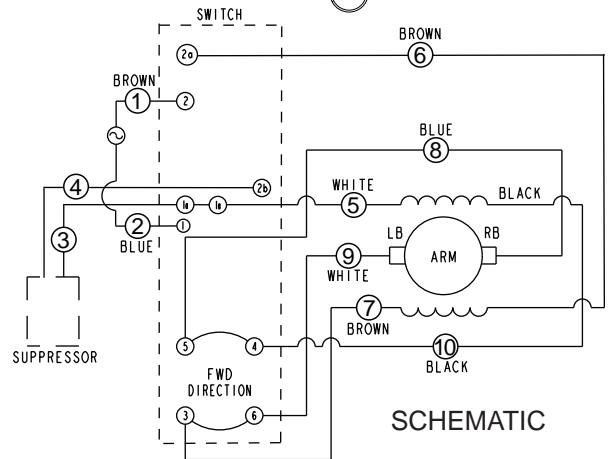 SWITCH
2a
BROWN
6
BROWN
1
2
BLUE
8
4
2b
WHITE
5
BLACK
1a
1a
3
2
BLUE
1
LB
RB
ARM
9
WHITE
7
BROWN
SUPPRESSOR
5
4
10
BLACK
FWD
DIRECTION
3
6
SCHEMATIC